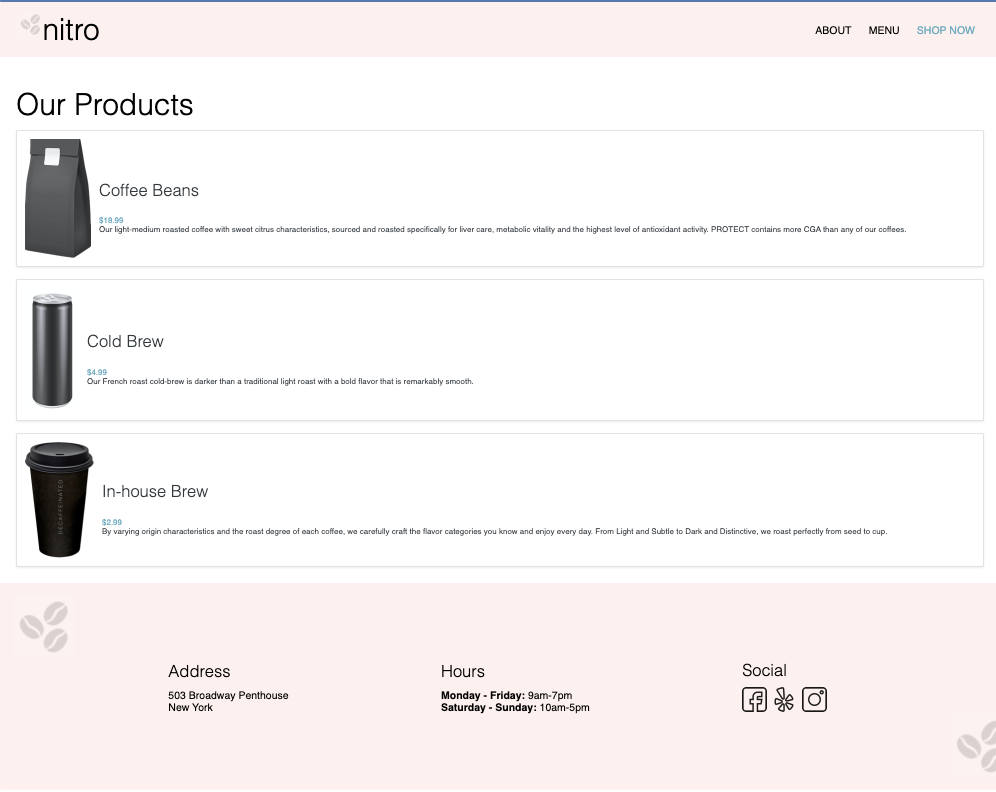 nitro
ABOUT MENU SHOP NOW
Our Products
Coffee Beans
$18.99
Our light-medium roasted coffee with sweet citrus characteristics, sourced and roasted specifically for liver care, metabolic vitality and the highest level of antioxidant activity. PROTECT contains more CGA than any of our coffees.
Cold Brew
$4.99
Our French roast cold-brew is darker than a traditional light roast with a bold flavor that is remarkably smooth.
DECAFFEINATED
In-house Brew
$2.99
By varying origin characteristics and the roast degree of each coffee, we carefully craft the flavor categories you know and enjoy every day. From Light and Subtle to Dark and Distinctive, we roast perfectly from seed to cup.
Address
503 Broadway Penthouse
New York
Hours
Monday - Friday: 9am-7pm
Saturday - Sunday: 10am-5pm
Social